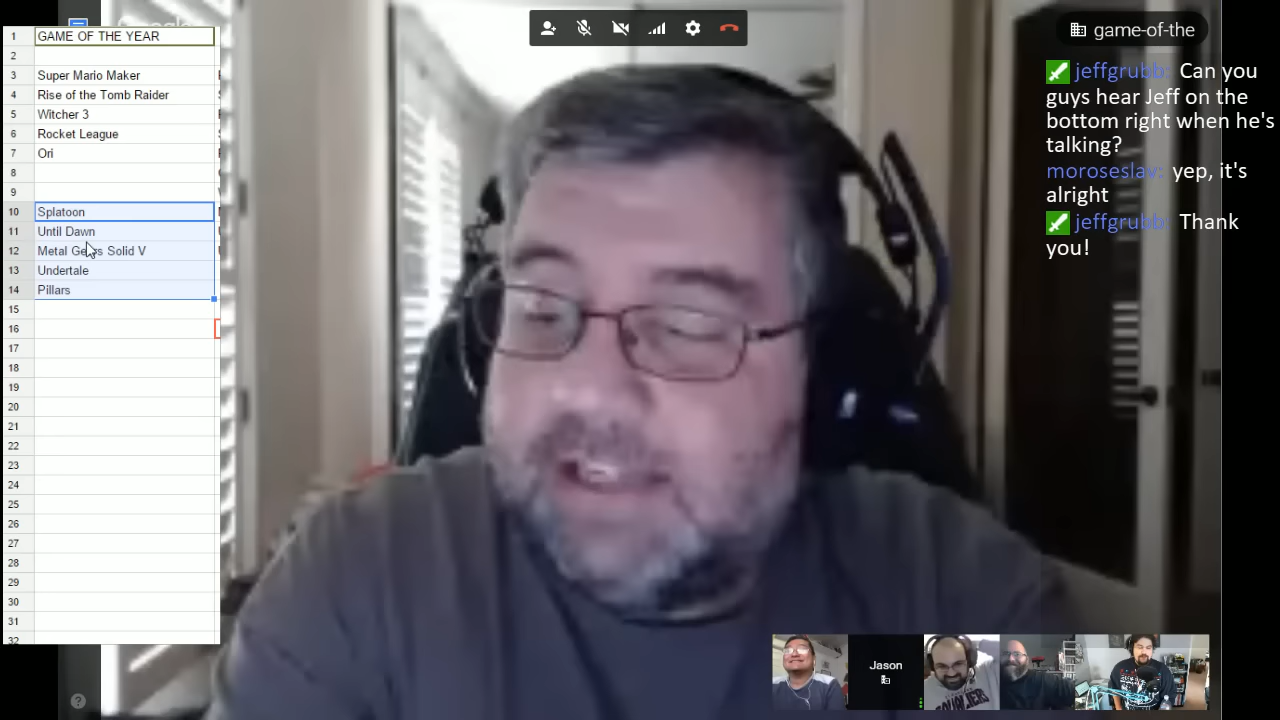 Google
1 GAME OF THE YEAR
2
3 Super Mario Maker
4 Rise of the Tomb Raider
5 Witcher 3
6 Rocket League
7 Ori
8
9
10 Splatoon
11 Until Dawn
12 Metal Gears Solid V
13 Undertale
14 Pillars
15
16
17
18
19
20
21
22
23
24
25
26
27
28
29
30
31
32
game-of-the
jeffgrubb: Can you
guys hear Jeff on the
bottom right when he's
talking?
moroseslav: yep, it's
alright
jeffgrubb: Thank
you!
Jason